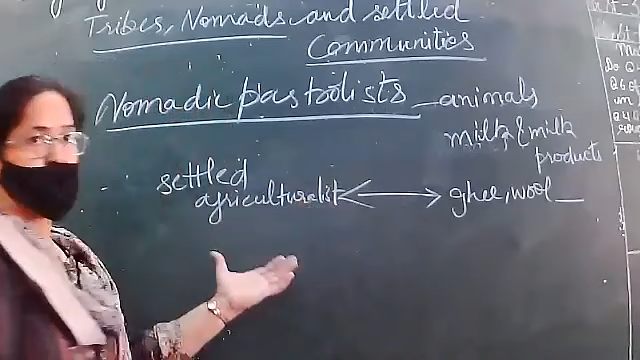 Tribes, Nomads and settled
Communities
Nomadic pastoolists - animals
milk & milk
products
settled
agriculturalist ↔ ghee, wool